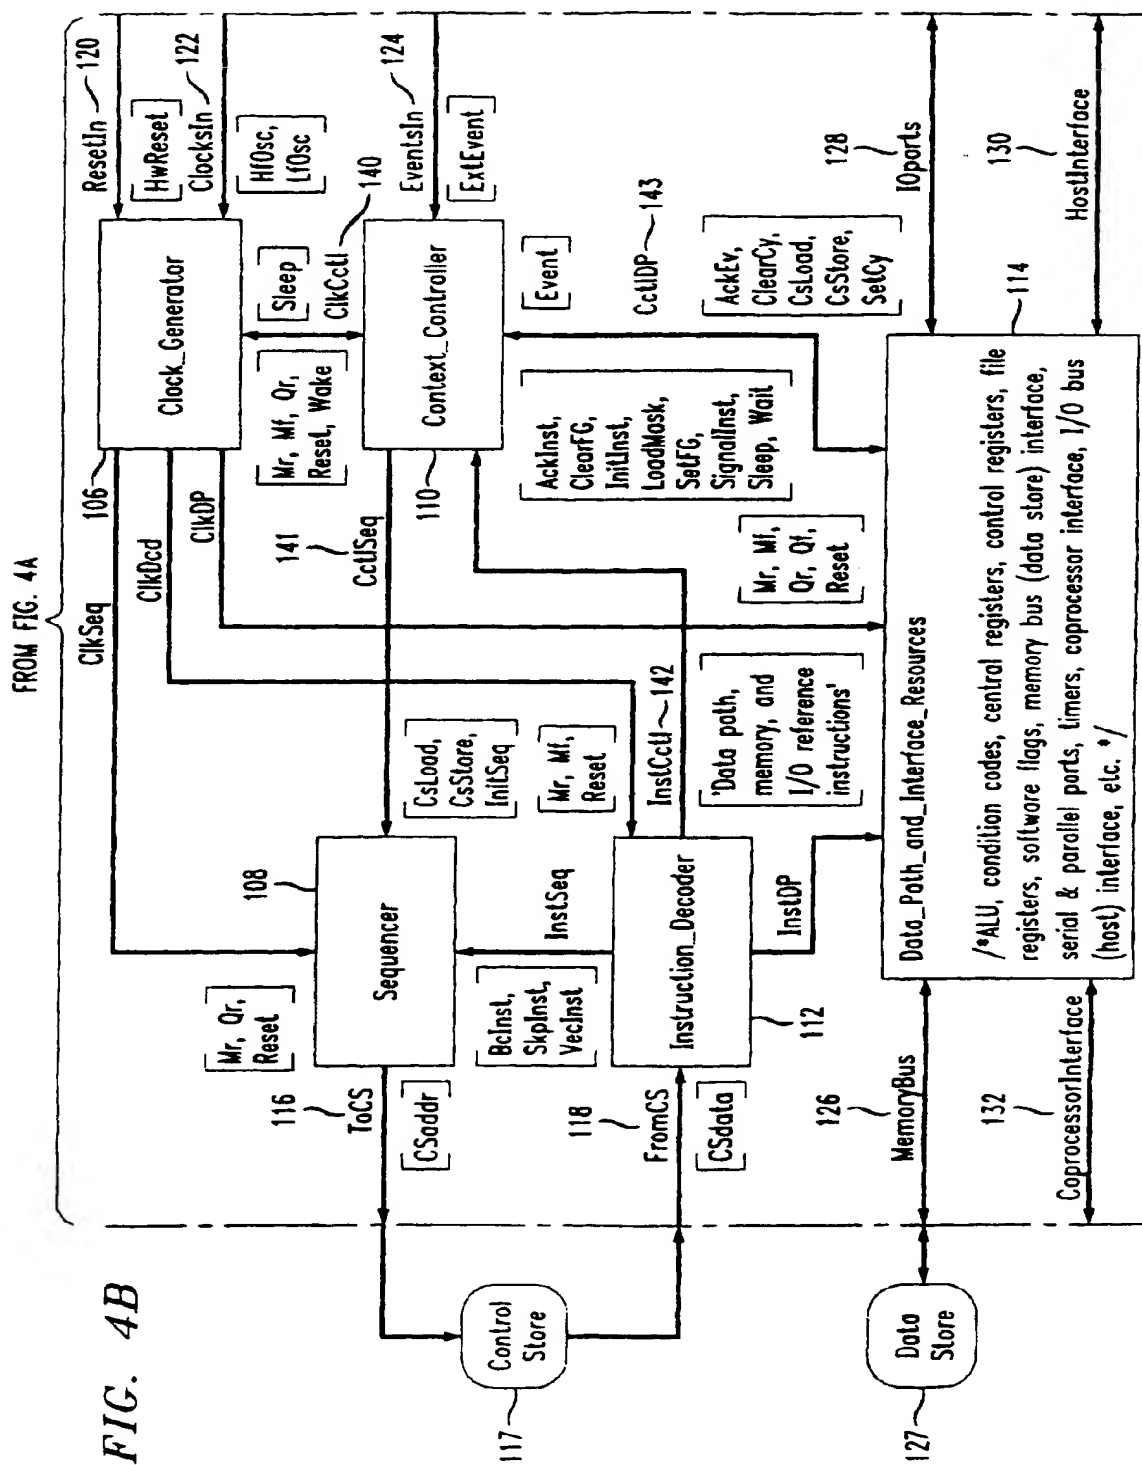 FIG. 4B
FROM FIG. 4A
117
Control
Store
127
Data
Store
116
ToCS
[CSaddr]
118
FromCS
[CSdata]
126
MemoryBus
132
CoprocessorInterface
ClkSeq
[Mr, Qr,
Reset]
108
Sequencer
[BcInst,
SkpInst,
VecInst]
InstSeq
Instruction_Decoder
112
InstDP
ClkDcd
ClkDP
[CsLoad,
CsStore,
InitSeq]
[Mr, Mf,
Reset]
InstCctl
142
['Data path,
memory, and
I/O reference
instructions']
106
141
CctlSeq
Clock_Generator
[Mr, Mf, Qr,
Reset, Wake]
[Sleep]
ClkCctl
140
Context_Controller
110
[AckInst,
ClearFG,
InitInst,
LoadMask,
SetFG,
SignalInst,
Sleep, Wait]
[Mr, Mf,
Qr, Qf,
Reset]
ResetIn
120
[HwReset]
ClocksIn
122
[HfOsc,
LfOsc]
EventsIn
124
[ExtEvent]
[Event]
CctlDP
143
[AckEv,
ClearCy,
CsLoad,
CsStore,
SetCy]
128
IOports
130
HostInterface
114
Data_Path_and_Interface_Resources
/*ALU, condition codes, central registers, control registers, file
registers, software flags, memory bus (data store) interface,
serial & parallel ports, timers, coprocessor interface, I/O bus
(host) interface, etc. */